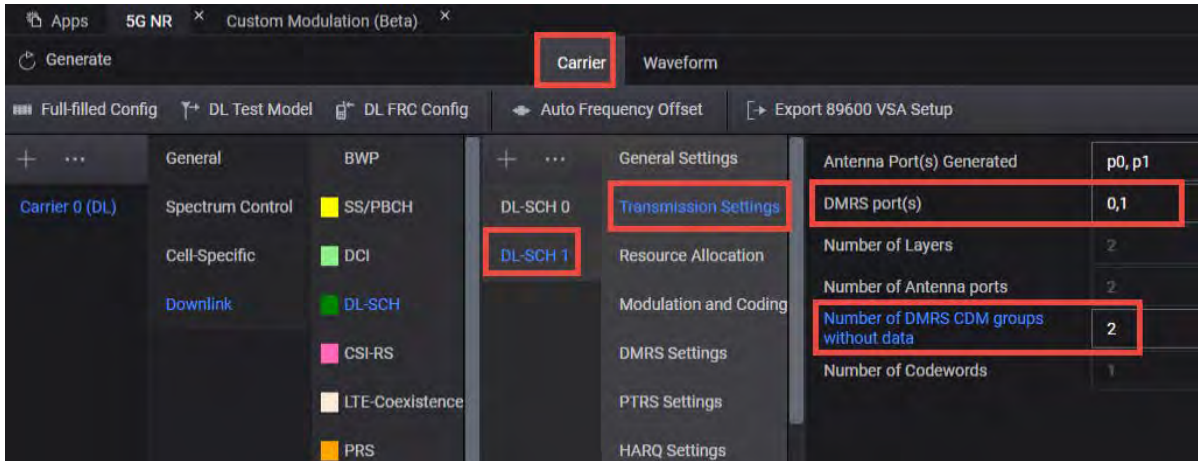 Apps 5G NR × Custom Modulation (Beta) ×
Generate Carrier Waveform
Full-filled Config DL Test Model DL FRC Config Auto Frequency Offset Export 89600 VSA Setup
+ ... General BWP + ... General Settings Antenna Port(s) Generated p0, p1
Carrier 0 (DL) Spectrum Control SS/PBCH DL-SCH 0 Transmission Settings DMRS port(s) 0,1
Cell-Specific DCI DL-SCH 1 Resource Allocation Number of Layers 2
Downlink DL-SCH Modulation and Coding Number of Antenna ports 2
Number of DMRS CDM groups
without data 2
CSI-RS DMRS Settings Number of Codewords 1
LTE-Coexistence PTRS Settings
PRS HARQ Settings